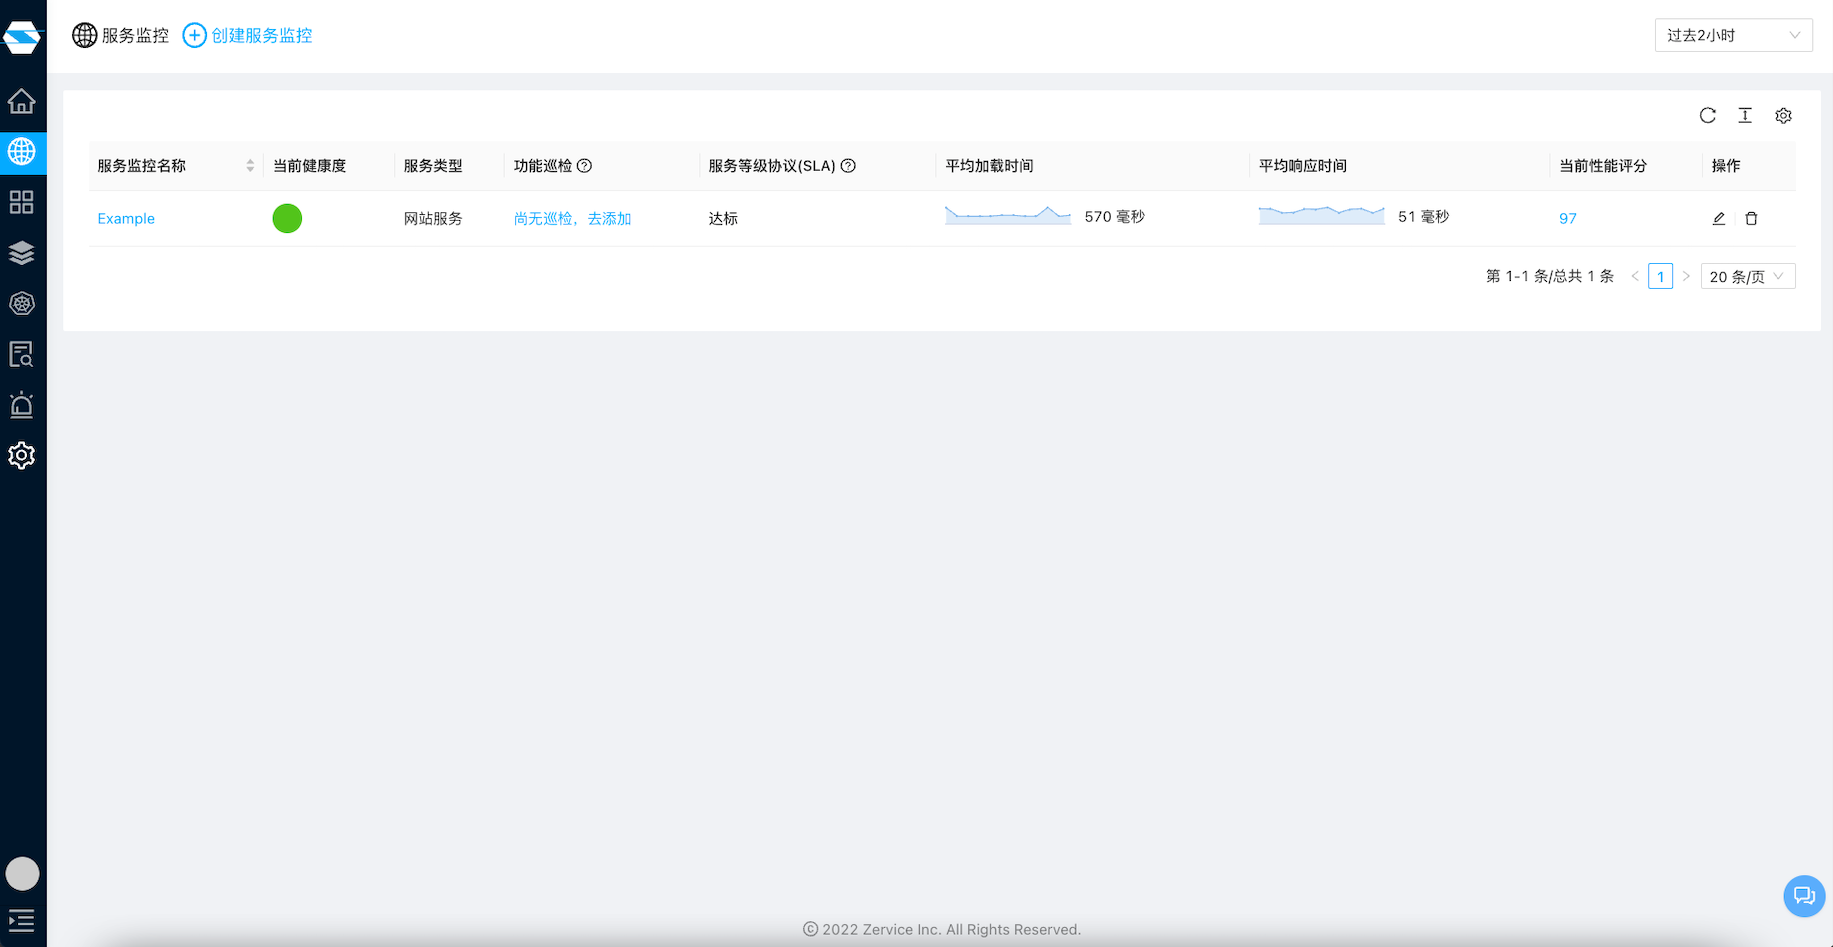 服务监控 创建服务监控 过去2小时
服务监控名称 当前健康度 服务类型 功能巡检 服务等级协议(SLA) 平均加载时间 平均响应时间 当前性能评分 操作
Example 网站服务 尚无巡检，去添加 达标 570 毫秒 51 毫秒 97
第 1-1 条/总共 1 条 < 1 > 20 条/页
© 2022 Zervice Inc. All Rights Reserved.